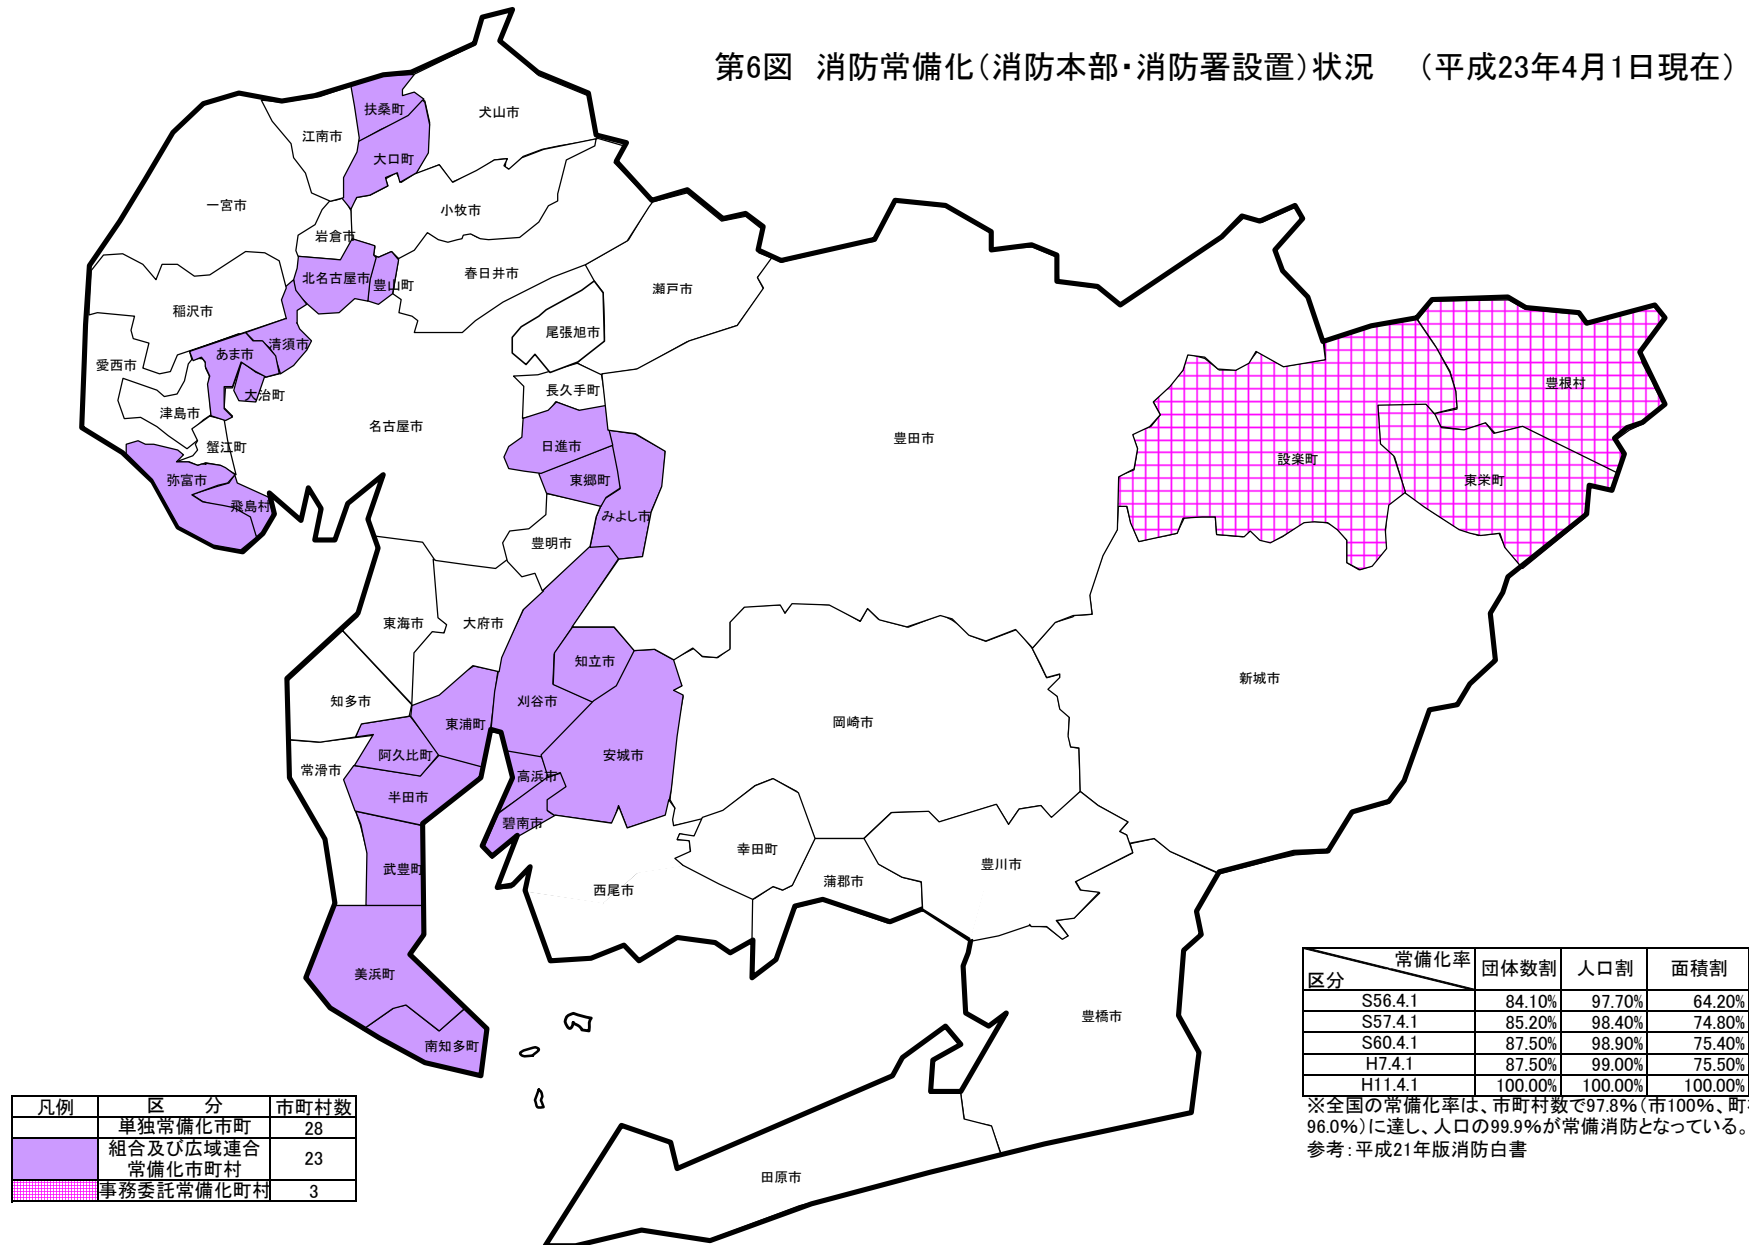 第6図 消防常備化(消防本部・消防署設置)状況 (平成23年4月1日現在)
扶桑町
犬山市
江南市
大口町
一宮市
小牧市
岩倉市
北名古屋市
豊山町
春日井市
瀬戸市
稲沢市
尾張旭市
清須市
あま市
愛西市
大治町
長久手町
津島市
名古屋市
蟹江町
日進市
豊田市
豊根村
設楽町
東栄町
弥富市
東郷町
飛島村
みよし市
豊明市
東海市
大府市
知立市
新城市
知多市
刈谷市
東浦町
岡崎市
阿久比町
安城市
常滑市
高浜市
半田市
碧南市
幸田町
豊川市
武豊町
西尾市
蒲郡市
美浜町
豊橋市
南知多町
田原市
常備化率
区分 団体数割 人口割 面積割
S56.4.1 84.10% 97.70% 64.20%
S57.4.1 85.20% 98.40% 74.80%
S60.4.1 87.50% 98.90% 75.40%
H7.4.1 87.50% 99.00% 75.50%
H11.4.1 100.00% 100.00% 100.00%
※全国の常備化率は、市町村数で97.8%(市100%、町
96.0%)に達し、人口の99.9%が常備消防となっている。
参考:平成21年版消防白書
凡例 区 分 市町村数
単独常備化市町 28
組合及び広域連合
常備化市町村 23
事務委託常備化町村 3